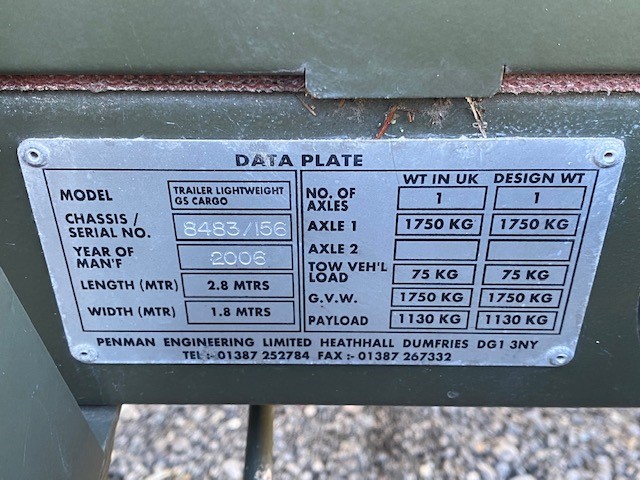 DATA PLATE
MODEL TRAILER LIGHTWEIGHT GS CARGO
CHASSIS / SERIAL NO. 8483/156
YEAR OF MAN'F 2006
LENGTH (MTR) 2.8 MTRS
WIDTH (MTR) 1.8 MTRS
WT IN UK DESIGN WT
NO. OF AXLES 1 1
AXLE 1 1750 KG 1750 KG
AXLE 2
TOW VEH'L LOAD 75 KG 75 KG
G.V.W. 1750 KG 1750 KG
PAYLOAD 1130 KG 1130 KG
PENMAN ENGINEERING LIMITED HEATHHALL DUMFRIES DG1 3NY
TEL :- 01387 252784 FAX :- 01387 267332